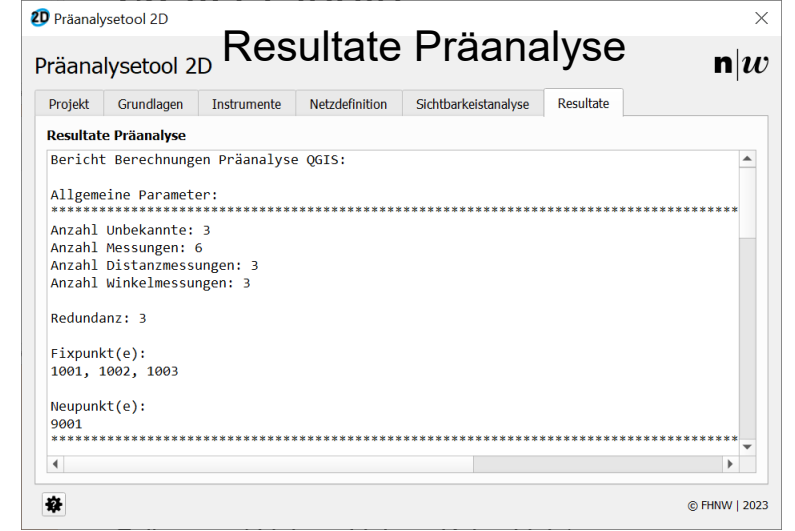 2D Präanalysetool 2D
Resultate Präanalyse
Präanalysetool 2D
n|w
Projekt Grundlagen Instrumente Netzdefinition Sichtbarkeistanalyse Resultate
Resultate Präanalyse
Bericht Berechnungen Präanalyse QGIS:
Allgemeine Parameter:
****************************************************************************************
Anzahl Unbekannte: 3
Anzahl Messungen: 6
Anzahl Distanzmessungen: 3
Anzahl Winkelmessungen: 3
Redundanz: 3
Fixpunkt(e):
1001, 1002, 1003
Neupunkt(e):
9001
****************************************************************************************
© FHNW | 2023